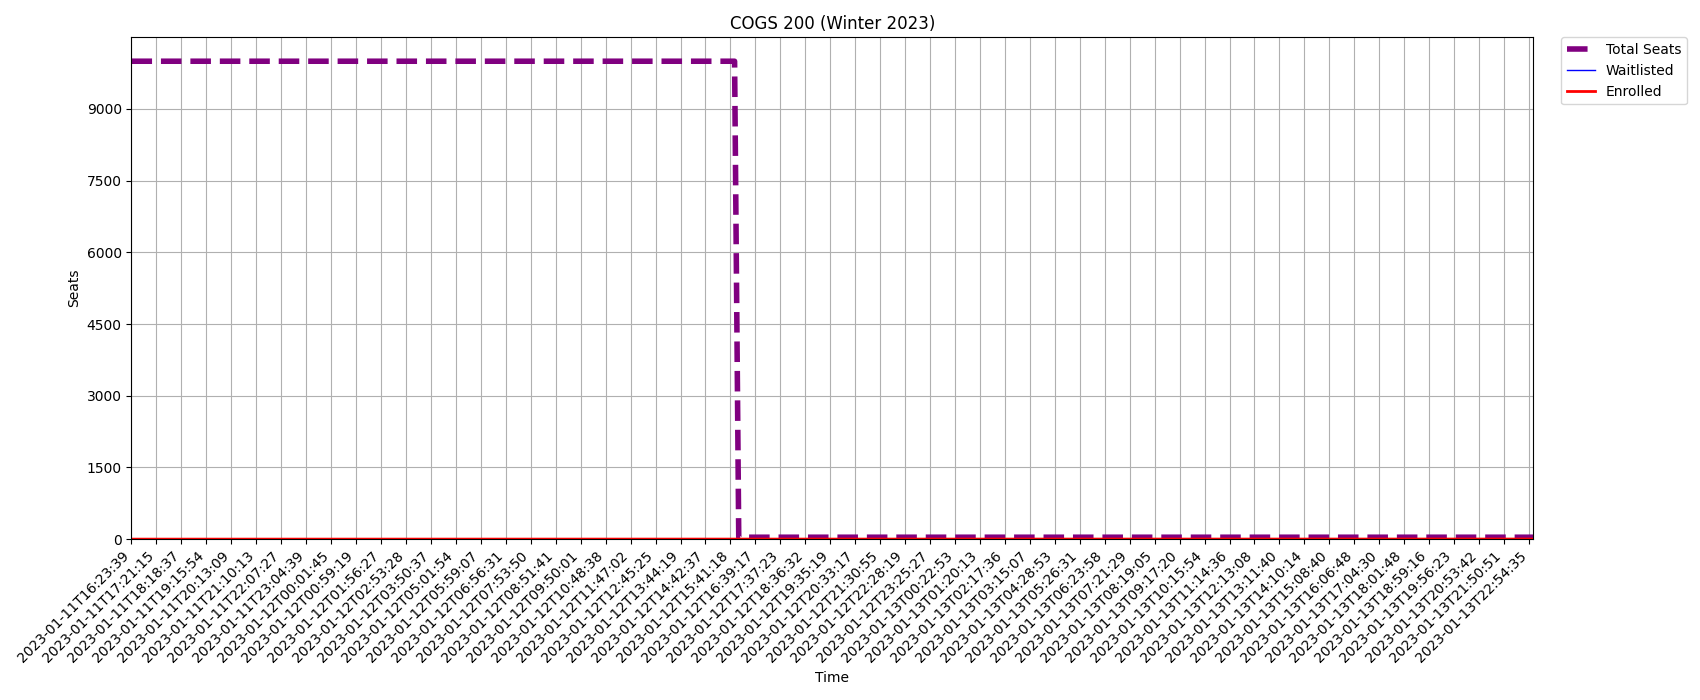 COGS 200 (Winter 2023)
Total Seats
Waitlisted
Enrolled
Seats
9000
7500
6000
4500
3000
1500
0
2023-01-11T16:23:39
2023-01-11T17:21:15
2023-01-11T18:18:37
2023-01-11T19:15:54
2023-01-11T20:13:09
2023-01-11T21:10:13
2023-01-11T22:07:27
2023-01-11T23:04:39
2023-01-12T00:01:45
2023-01-12T00:59:19
2023-01-12T01:56:27
2023-01-12T02:53:28
2023-01-12T03:50:37
2023-01-12T05:01:54
2023-01-12T05:59:07
2023-01-12T06:56:31
2023-01-12T07:53:50
2023-01-12T08:51:41
2023-01-12T09:50:01
2023-01-12T10:48:38
2023-01-12T11:47:02
2023-01-12T12:45:25
2023-01-12T13:44:19
2023-01-12T14:42:37
2023-01-12T15:41:18
2023-01-12T16:39:17
2023-01-12T17:37:23
2023-01-12T18:36:32
2023-01-12T19:35:19
2023-01-12T20:33:17
2023-01-12T21:30:55
2023-01-12T22:28:19
2023-01-12T23:25:27
2023-01-13T00:22:53
2023-01-13T01:20:13
2023-01-13T02:17:36
2023-01-13T03:15:07
2023-01-13T04:28:53
2023-01-13T05:26:31
2023-01-13T06:23:58
2023-01-13T07:21:29
2023-01-13T08:19:05
2023-01-13T09:17:20
2023-01-13T10:15:54
2023-01-13T11:14:36
2023-01-13T12:13:08
2023-01-13T13:11:40
2023-01-13T14:10:14
2023-01-13T15:08:40
2023-01-13T16:06:48
2023-01-13T17:04:30
2023-01-13T18:01:48
2023-01-13T18:59:16
2023-01-13T19:56:23
2023-01-13T20:53:42
2023-01-13T21:50:51
2023-01-13T22:54:35
Time